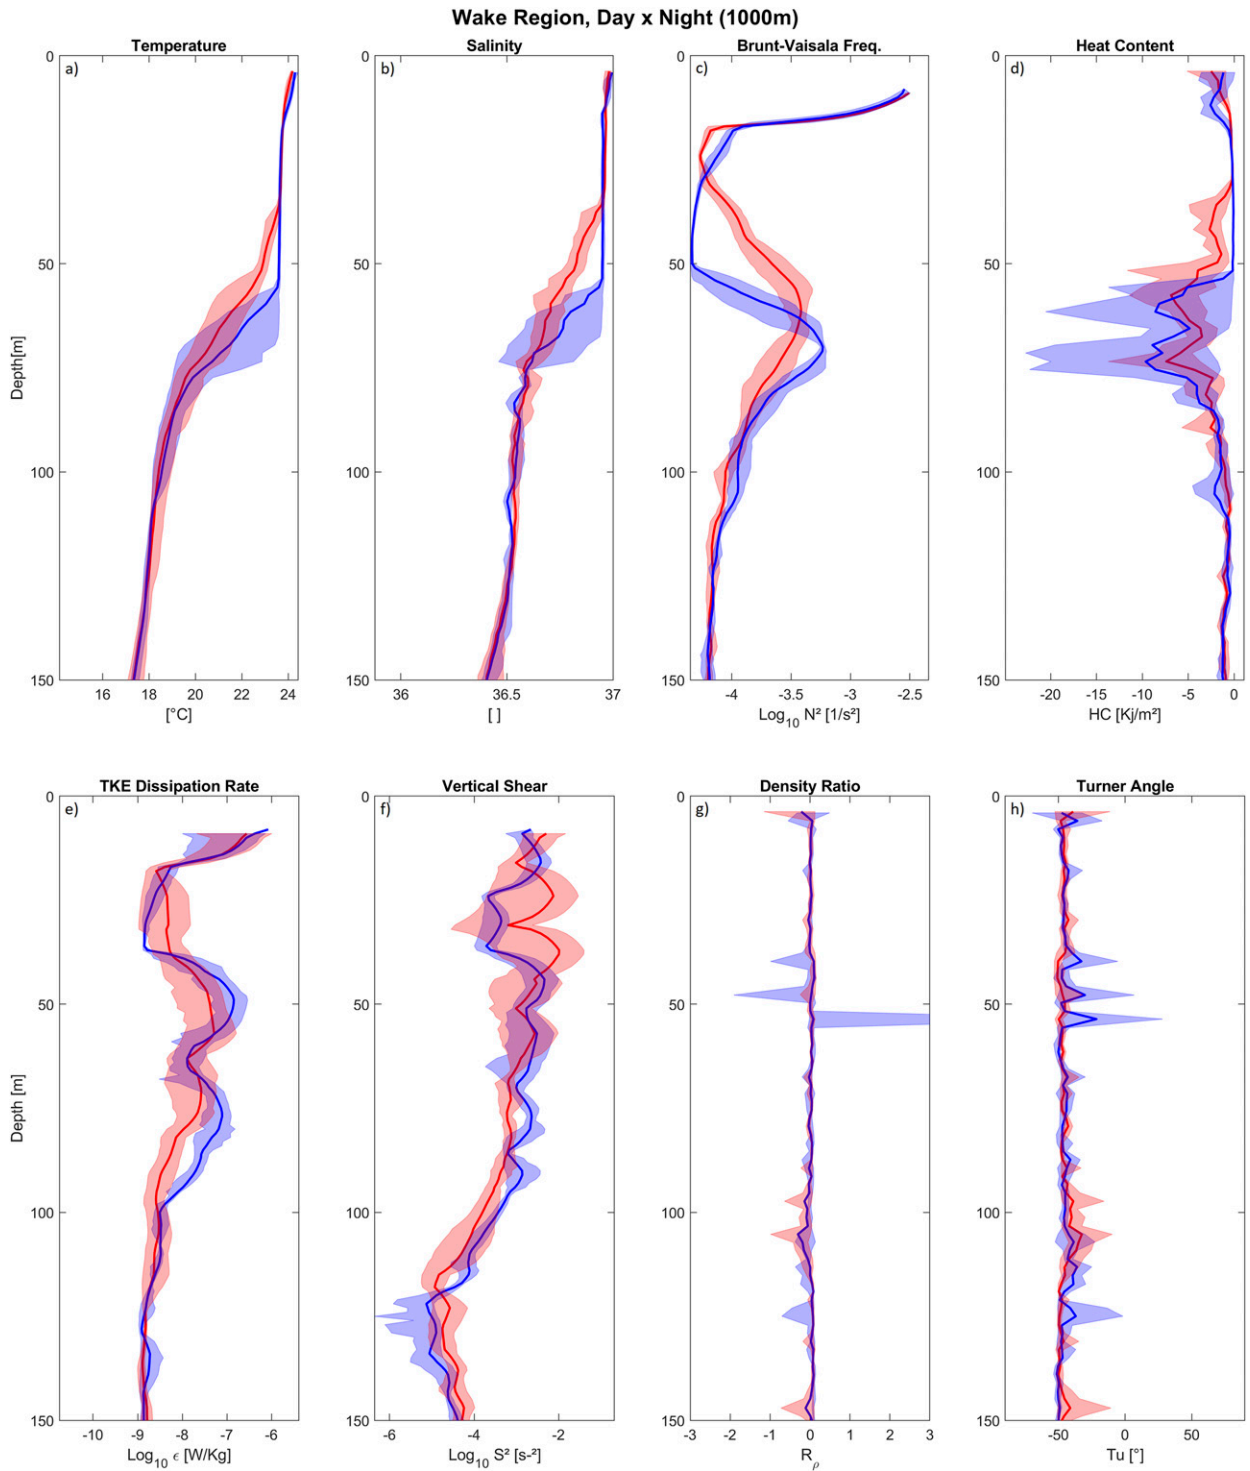 Wake Region, Day x Night (1000m)
Temperature Salinity Brunt-Vaisala Freq. Heat Content
a) b) c) d)
0 0 0 0
50 50 50 50
Depth[m]
100 100 100 100
150 150 150 150
16 18 20 22 24 36 36.5 37 -4 -3.5 -3 -2.5 -20 -15 -10 -5 0
[°C] [ ] Log10 N² [1/s²] HC [Kj/m²]
TKE Dissipation Rate Vertical Shear Density Ratio Turner Angle
e) f) g) h)
0 0 0 0
50 50 50 50
Depth [m]
100 100 100 100
150 150 150 150
-10 -9 -8 -7 -6 -6 -4 -2 -3 -2 -1 0 1 2 3 -50 0 50
Log10 ϵ [W/Kg] Log10 S² [s-²] Rρ Tu [°]